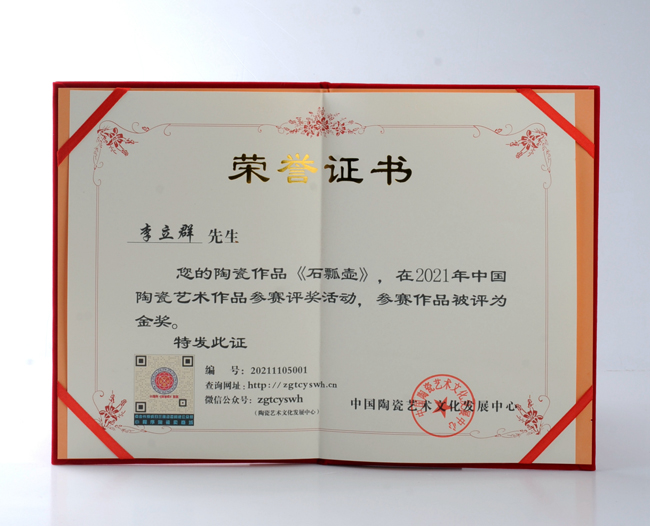 荣誉证书
李立群 先生
您的陶瓷作品《石瓢壶》，在2021年中国
陶瓷艺术作品参赛评奖活动，参赛作品被评为
金奖。
特发此证
编 号：20211105001
查询网址：http://zgtcyswh.cn
微信公众号：zgtcyswh
（陶瓷艺术文化发展中心）
中国陶瓷艺术文化发展中心